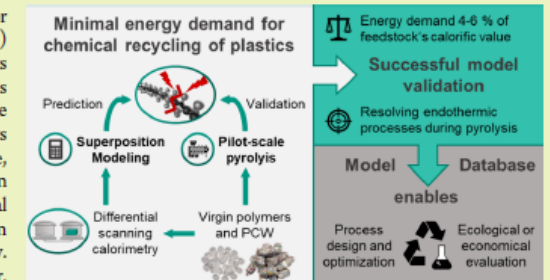 Minimal energy demand for
chemical recycling of plastics
Prediction
Validation
Superposition
Modeling
Pilot-scale
pyrolyis
Differential
scanning
calorimetry
Virgin polymers
and PCW
Energy demand 4-6 % of
feedstock's calorific value
Successful model
validation
Resolving endothermic
processes during pyrolysis
Model
Database
enables
Process
design and
optimization
Ecological or
economical
evaluation